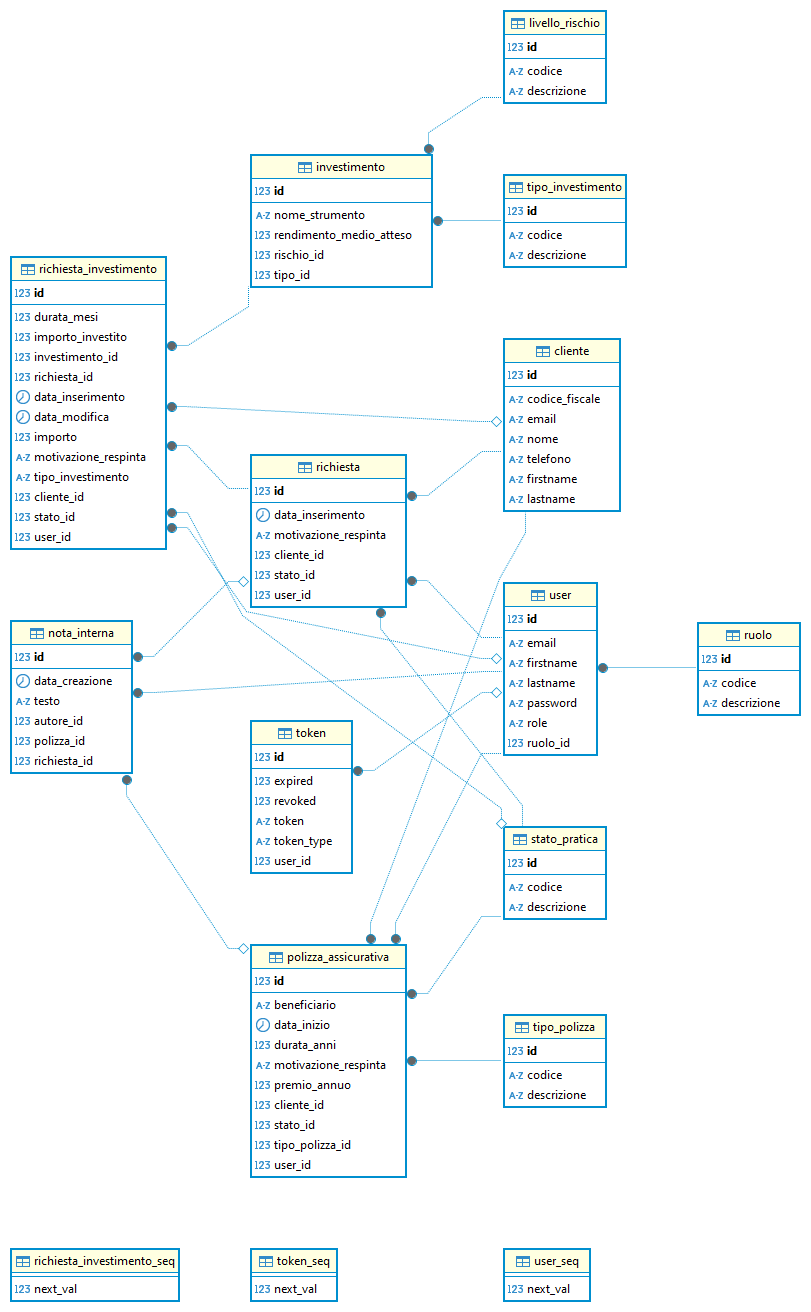 livello_rischio
123 id
A-Z codice
A-Z descrizione
investimento
123 id
A-Z nome_strumento
123 rendimento_medio_atteso
123 rischio_id
123 tipo_id
tipo_investimento
123 id
A-Z codice
A-Z descrizione
richiesta_investimento
123 id
123 durata_mesi
123 importo_investito
123 investimento_id
123 richiesta_id
data_inserimento
data_modifica
123 importo
A-Z motivazione_respinta
A-Z tipo_investimento
123 cliente_id
123 stato_id
123 user_id
cliente
123 id
A-Z codice_fiscale
A-Z email
A-Z nome
A-Z telefono
A-Z firstname
A-Z lastname
richiesta
123 id
data_inserimento
A-Z motivazione_respinta
123 cliente_id
123 stato_id
123 user_id
user
123 id
A-Z email
A-Z firstname
A-Z lastname
A-Z password
A-Z role
123 ruolo_id
ruolo
123 id
A-Z codice
A-Z descrizione
nota_interna
123 id
data_creazione
A-Z testo
123 autore_id
123 polizza_id
123 richiesta_id
token
123 id
123 expired
123 revoked
A-Z token
A-Z token_type
123 user_id
stato_pratica
123 id
A-Z codice
A-Z descrizione
polizza_assicurativa
123 id
A-Z beneficiario
data_inizio
123 durata_anni
A-Z motivazione_respinta
123 premio_annuo
123 cliente_id
123 stato_id
123 tipo_polizza_id
123 user_id
tipo_polizza
123 id
A-Z codice
A-Z descrizione
richiesta_investimento_seq
123 next_val
token_seq
123 next_val
user_seq
123 next_val